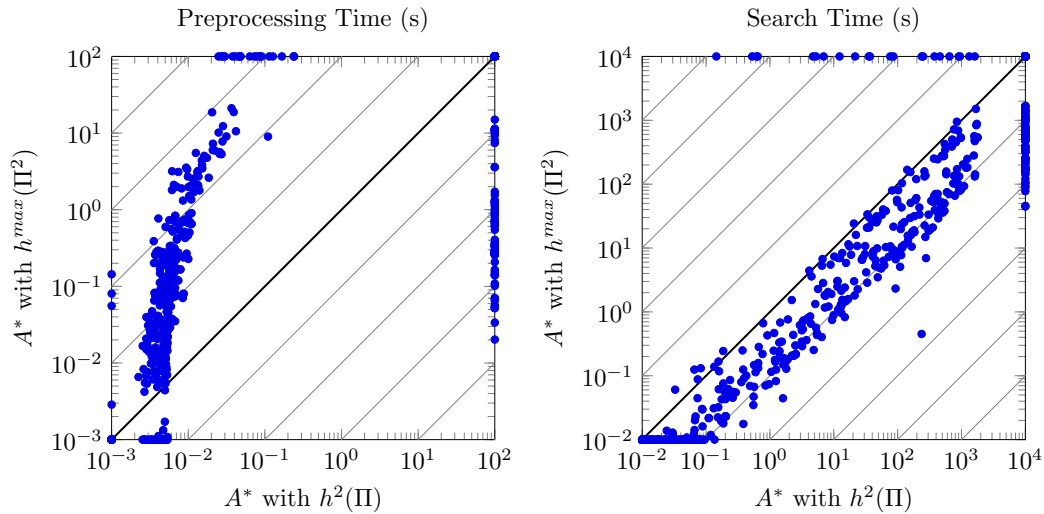 Preprocessing Time (s)
10^2
10^1
10^0
10^−1
10^−2
10^−3
10^−3 10^−2 10^−1 10^0 10^1 10^2
A* with h^max(Π^2)
A* with h^2(Π)
Search Time (s)
10^4
10^3
10^2
10^1
10^0
10^−1
10^−2
10^−2 10^−1 10^0 10^1 10^2 10^3 10^4
A* with h^max(Π^2)
A* with h^2(Π)